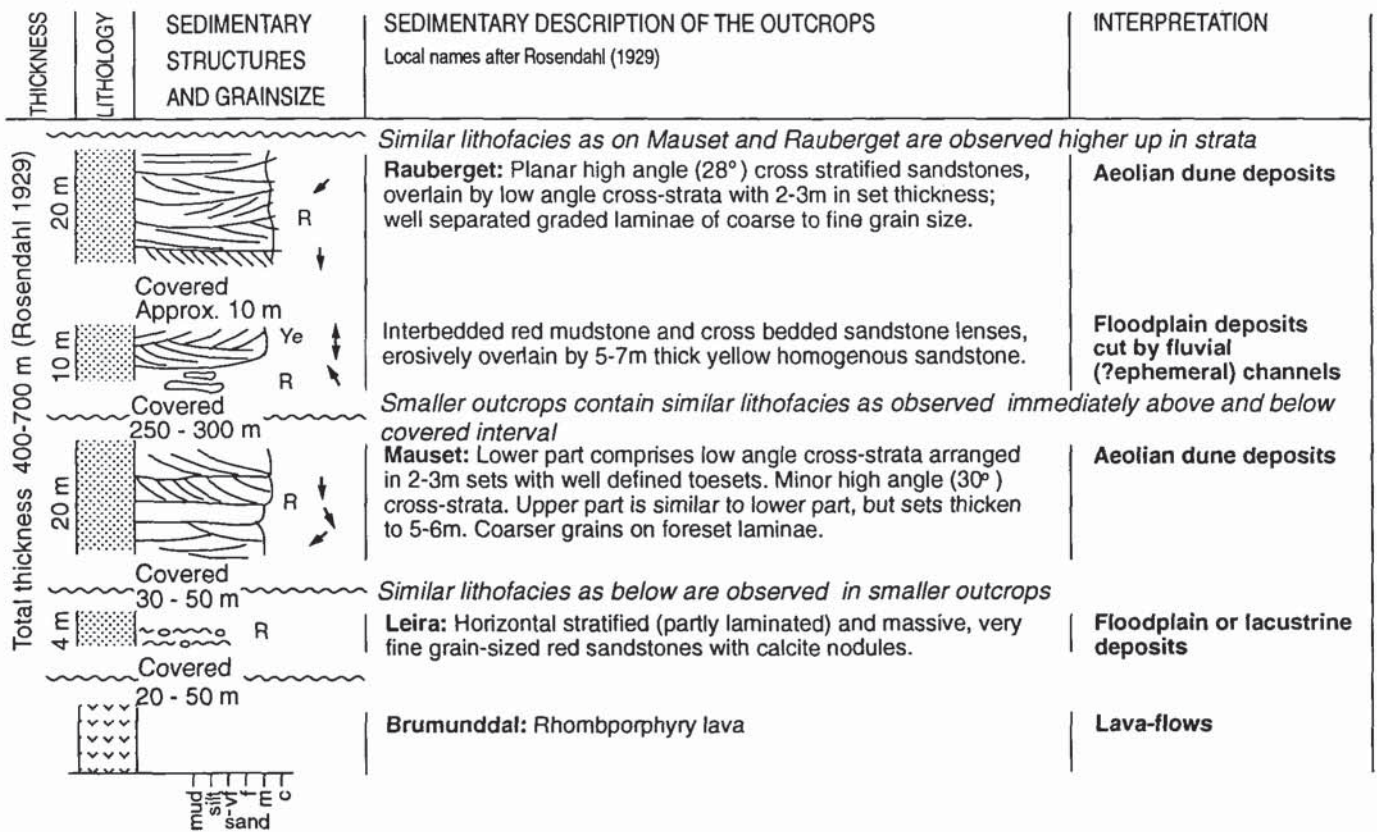 THICKNESS
LITHOLOGY
SEDIMENTARY
STRUCTURES
AND GRAINSIZE
SEDIMENTARY DESCRIPTION OF THE OUTCROPS
Local names after Rosendahl (1929)
INTERPRETATION
Total thickness 400-700 m (Rosendahl 1929)
Similar lithofacies as on Mauset and Rauberget are observed higher up in strata
20 m
R
Rauberget: Planar high angle (28°) cross stratified sandstones,
overlain by low angle cross-strata with 2-3m in set thickness;
well separated graded laminae of coarse to fine grain size.
Aeolian dune deposits
Covered
Approx. 10 m
10 m
Ye
R
Interbedded red mudstone and cross bedded sandstone lenses,
erosively overlain by 5-7m thick yellow homogenous sandstone.
Floodplain deposits
cut by fluvial
(?ephemeral) channels
Covered
250 - 300 m
Smaller outcrops contain similar lithofacies as observed immediately above and below
covered interval
20 m
R
Mauset: Lower part comprises low angle cross-strata arranged
in 2-3m sets with well defined toesets. Minor high angle (30°)
cross-strata. Upper part is similar to lower part, but sets thicken
to 5-6m. Coarser grains on foreset laminae.
Aeolian dune deposits
Covered
30 - 50 m
Similar lithofacies as below are observed in smaller outcrops
4 m
R
Leira: Horizontal stratified (partly laminated) and massive, very
fine grain-sized red sandstones with calcite nodules.
Floodplain or lacustrine
deposits
Covered
20 - 50 m
Brumunddal: Rhombporphyry lava
Lava-flows
mud
silt
-vf
f
m
c
sand